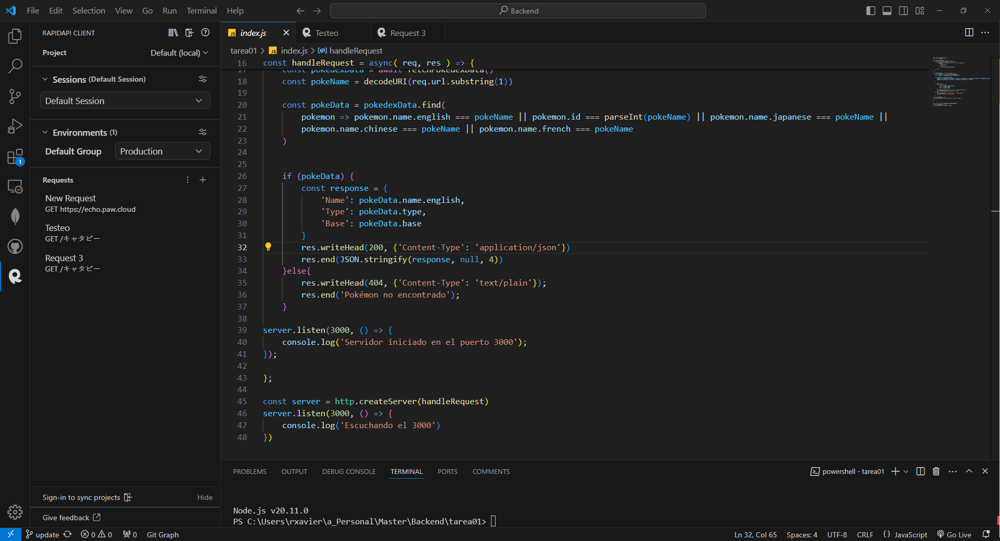 File Edit Selection View Go Run Terminal Help
Backend
RAPIDAPI CLIENT
Project Default (local)
Sessions (Default Session)
Default Session
Environments (1)
Default Group Production
Requests
New Request
GET https://echo.paw.cloud
Testeo
GET /キャタピー
Request 3
GET /キャタピー
Sign-in to sync projects Hide
Give feedback
1
JS index.js Testeo Request 3
tarea01 > JS index.js > handleRequest
16 const handleRequest = async( req, res ) => {
17 const pokedexData = await fetchPokedexData()
18 const pokeName = decodeURI(req.url.substring(1))
19
20 const pokeData = pokedexData.find(
21 pokemon => pokemon.name.english === pokeName || pokemon.id === parseInt(pokeName) || pokemon.name.japanese === pokeName ||
22 pokemon.name.chinese === pokeName || pokemon.name.french === pokeName
23 )
24
25
26 if (pokeData) {
27 const response = {
28 'Name': pokeData.name.english,
29 'Type': pokeData.type,
30 'Base': pokeData.base
31 }
32 res.writeHead(200, {'Content-Type': 'application/json'})
33 res.end(JSON.stringify(response, null, 4))
34 }else{
35 res.writeHead(404, {'Content-Type': 'text/plain'});
36 res.end('Pokémon no encontrado');
37 }
38
39 server.listen(3000, () => {
40 console.log('Servidor iniciado en el puerto 3000');
41 });
42
43 };
44
45 const server = http.createServer(handleRequest)
46 server.listen(3000, () => {
47 console.log('Escuchando el 3000')
48 })
PROBLEMS OUTPUT DEBUG CONSOLE TERMINAL PORTS COMMENTS powershell - tarea01
Node.js v20.11.0
PS C:\Users\rxavier\a_Personal\Master\Backend\tarea01>
update 0 0 0 Git Graph Ln 32, Col 65 Spaces: 4 UTF-8 CRLF {} JavaScript Go Live